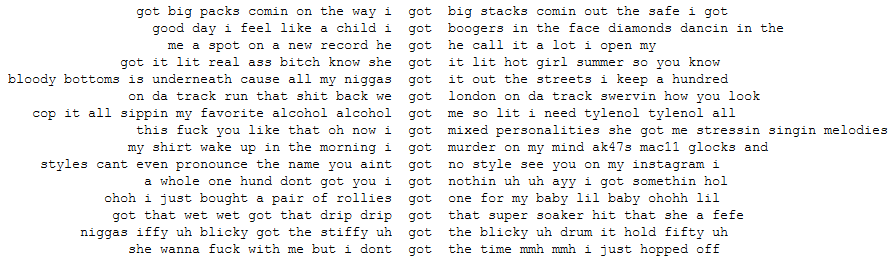 got big packs comin on the way i got big stacks comin out the safe i got
good day i feel like a child i got boogers in the face diamonds dancin in the
me a spot on a new record he got he call it a lot i open my
got it lit real ass bitch know she got it lit hot girl summer so you know
bloody bottoms is underneath cause all my niggas got it out the streets i keep a hundred
on da track run that shit back we got london on da track swervin how you look
cop it all sippin my favorite alcohol alcohol got me so lit i need tylenol tylenol all
this fuck you like that oh now i got mixed personalities she got me stressin singin melodies
my shirt wake up in the morning i got murder on my mind ak47s mac11 glocks and
styles cant even pronounce the name you aint got no style see you on my instagram i
a whole one hund dont got you i got nothin uh uh ayy i got somethin hol
ohoh i just bought a pair of rollies got one for my baby lil baby ohohh lil
got that wet wet got that drip drip got that super soaker hit that she a fefe
niggas iffy uh blicky got the stiffy uh got the blicky uh drum it hold fifty uh
she wanna fuck with me but i dont got the time mmh mmh i just hopped off